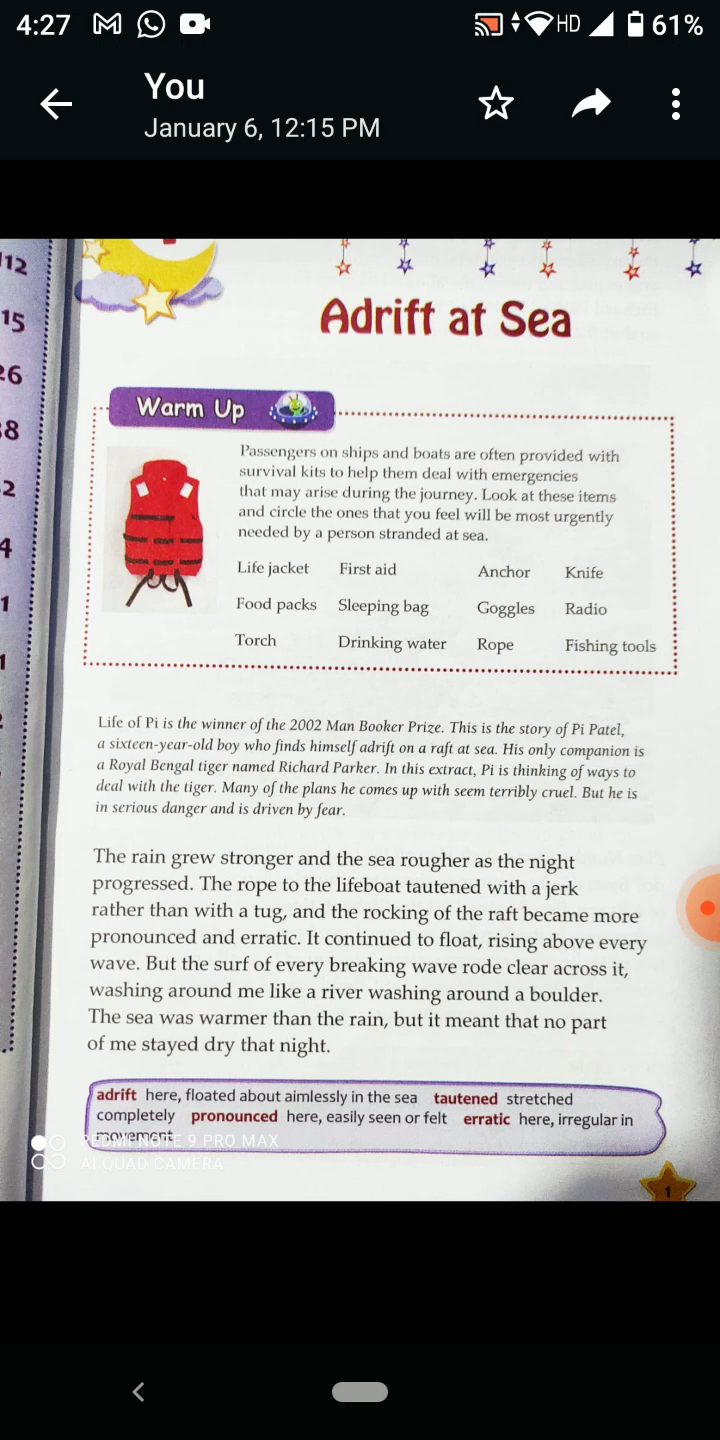 4:27
HD
61%
You
January 6, 12:15 PM
12
15
26
38
2
4
1
1
Adrift at Sea
Warm Up
Passengers on ships and boats are often provided with
survival kits to help them deal with emergencies
that may arise during the journey. Look at these items
and circle the ones that you feel will be most urgently
needed by a person stranded at sea.
Life jacket First aid Anchor Knife
Food packs Sleeping bag Goggles Radio
Torch Drinking water Rope Fishing tools
Life of Pi is the winner of the 2002 Man Booker Prize. This is the story of Pi Patel,
a sixteen-year-old boy who finds himself adrift on a raft at sea. His only companion is
a Royal Bengal tiger named Richard Parker. In this extract, Pi is thinking of ways to
deal with the tiger. Many of the plans he comes up with seem terribly cruel. But he is
in serious danger and is driven by fear.
The rain grew stronger and the sea rougher as the night
progressed. The rope to the lifeboat tautened with a jerk
rather than with a tug, and the rocking of the raft became more
pronounced and erratic. It continued to float, rising above every
wave. But the surf of every breaking wave rode clear across it,
washing around me like a river washing around a boulder.
The sea was warmer than the rain, but it meant that no part
of me stayed dry that night.
adrift here, floated about aimlessly in the sea tautened stretched
completely pronounced here, easily seen or felt erratic here, irregular in
movement
REDMI NOTE 9 PRO MAX
AI QUAD CAMERA
1